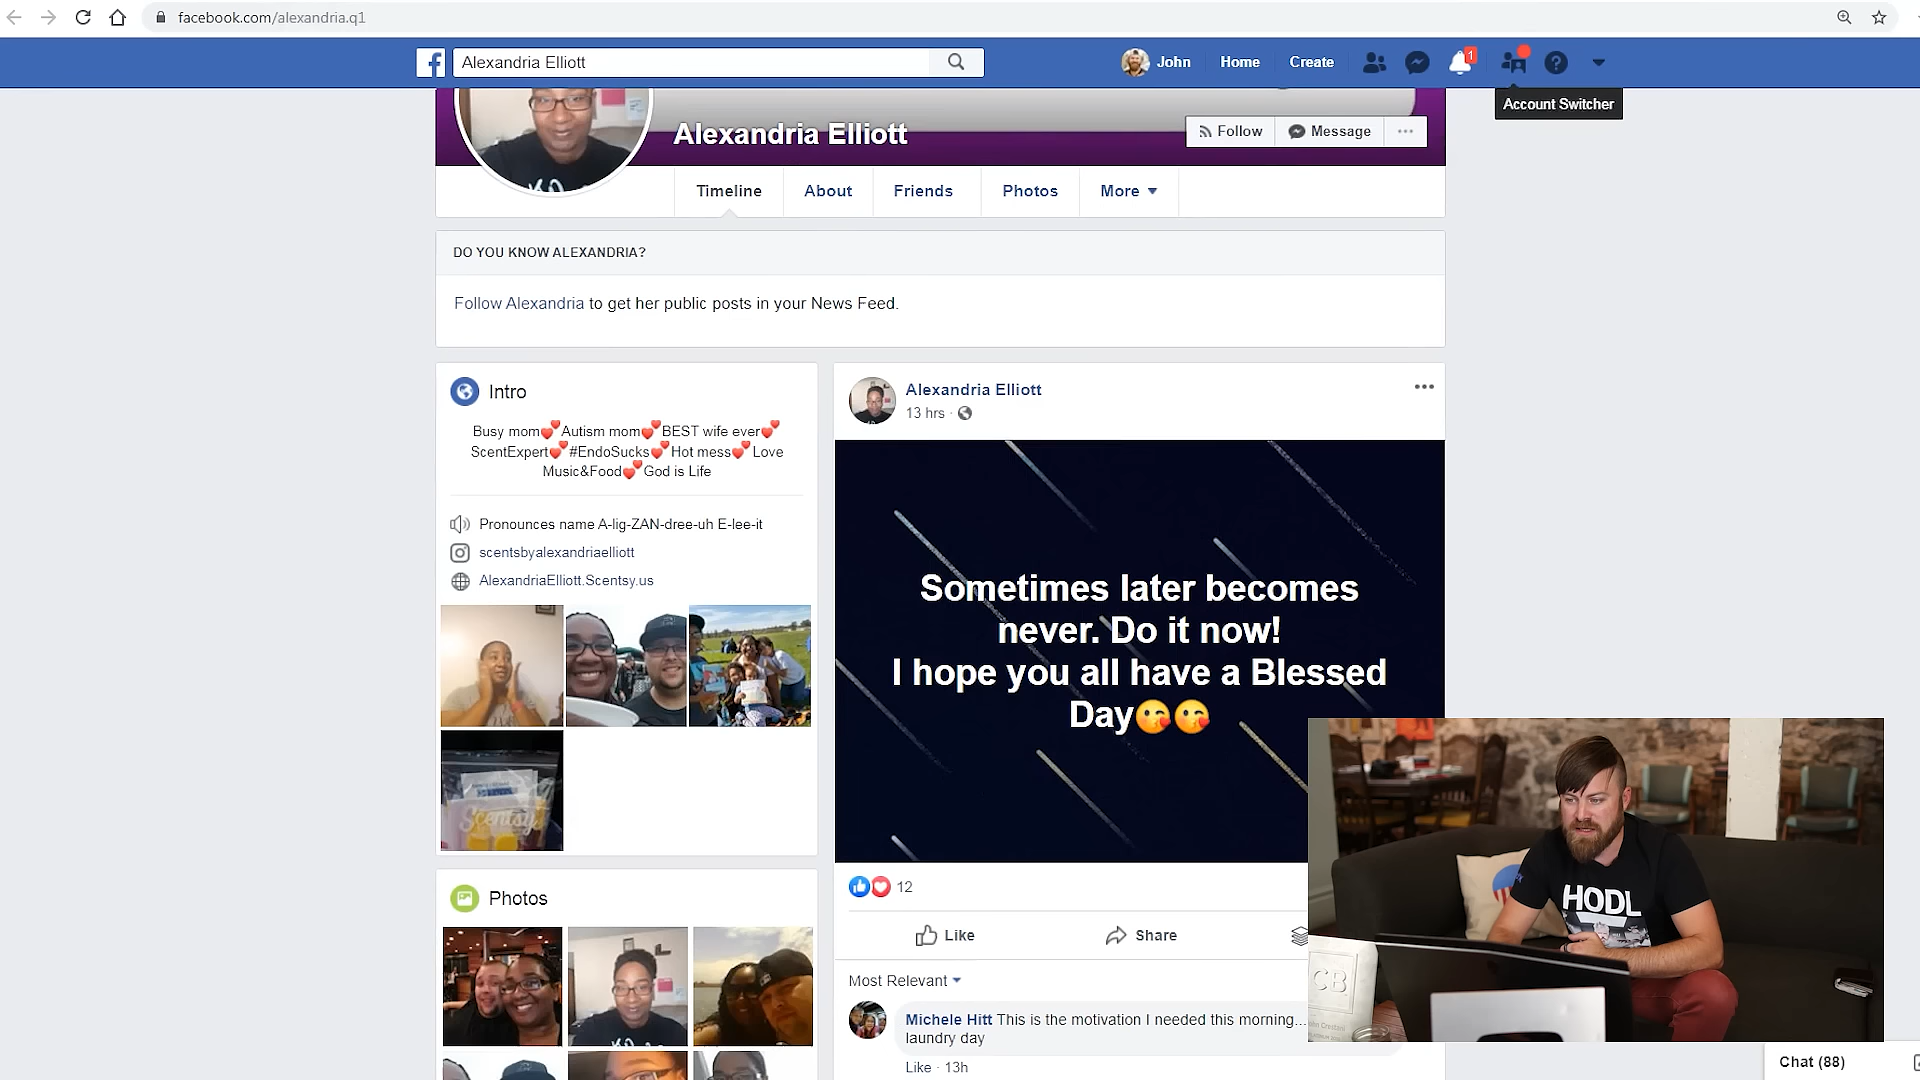 facebook.com/alexandria.q1
Alexandria Elliott
John
Home
Create
1
Account Switcher
Alexandria Elliott
Follow
Message
Timeline
About
Friends
Photos
More
DO YOU KNOW ALEXANDRIA?
Follow Alexandria to get her public posts in your News Feed.
Intro
Busy mom💕Autism mom💕BEST wife ever💕
ScentExpert💕#EndoSucks💕Hot mess💕Love
Music&Food💕God is Life
Pronounces name A-lig-ZAN-dree-uh E-lee-it
scentsbyalexandriaelliott
AlexandriaElliott.Scentsy.us
Scentsy
Photos
Alexandria Elliott
13 hrs ·
Sometimes later becomes
never. Do it now!
I hope you all have a Blessed
Day😘😘
12
Like
Share
Most Relevant
Michele Hitt This is the motivation I needed this morning...
laundry day
Like · 13h
HODL
CB
Chat (88)